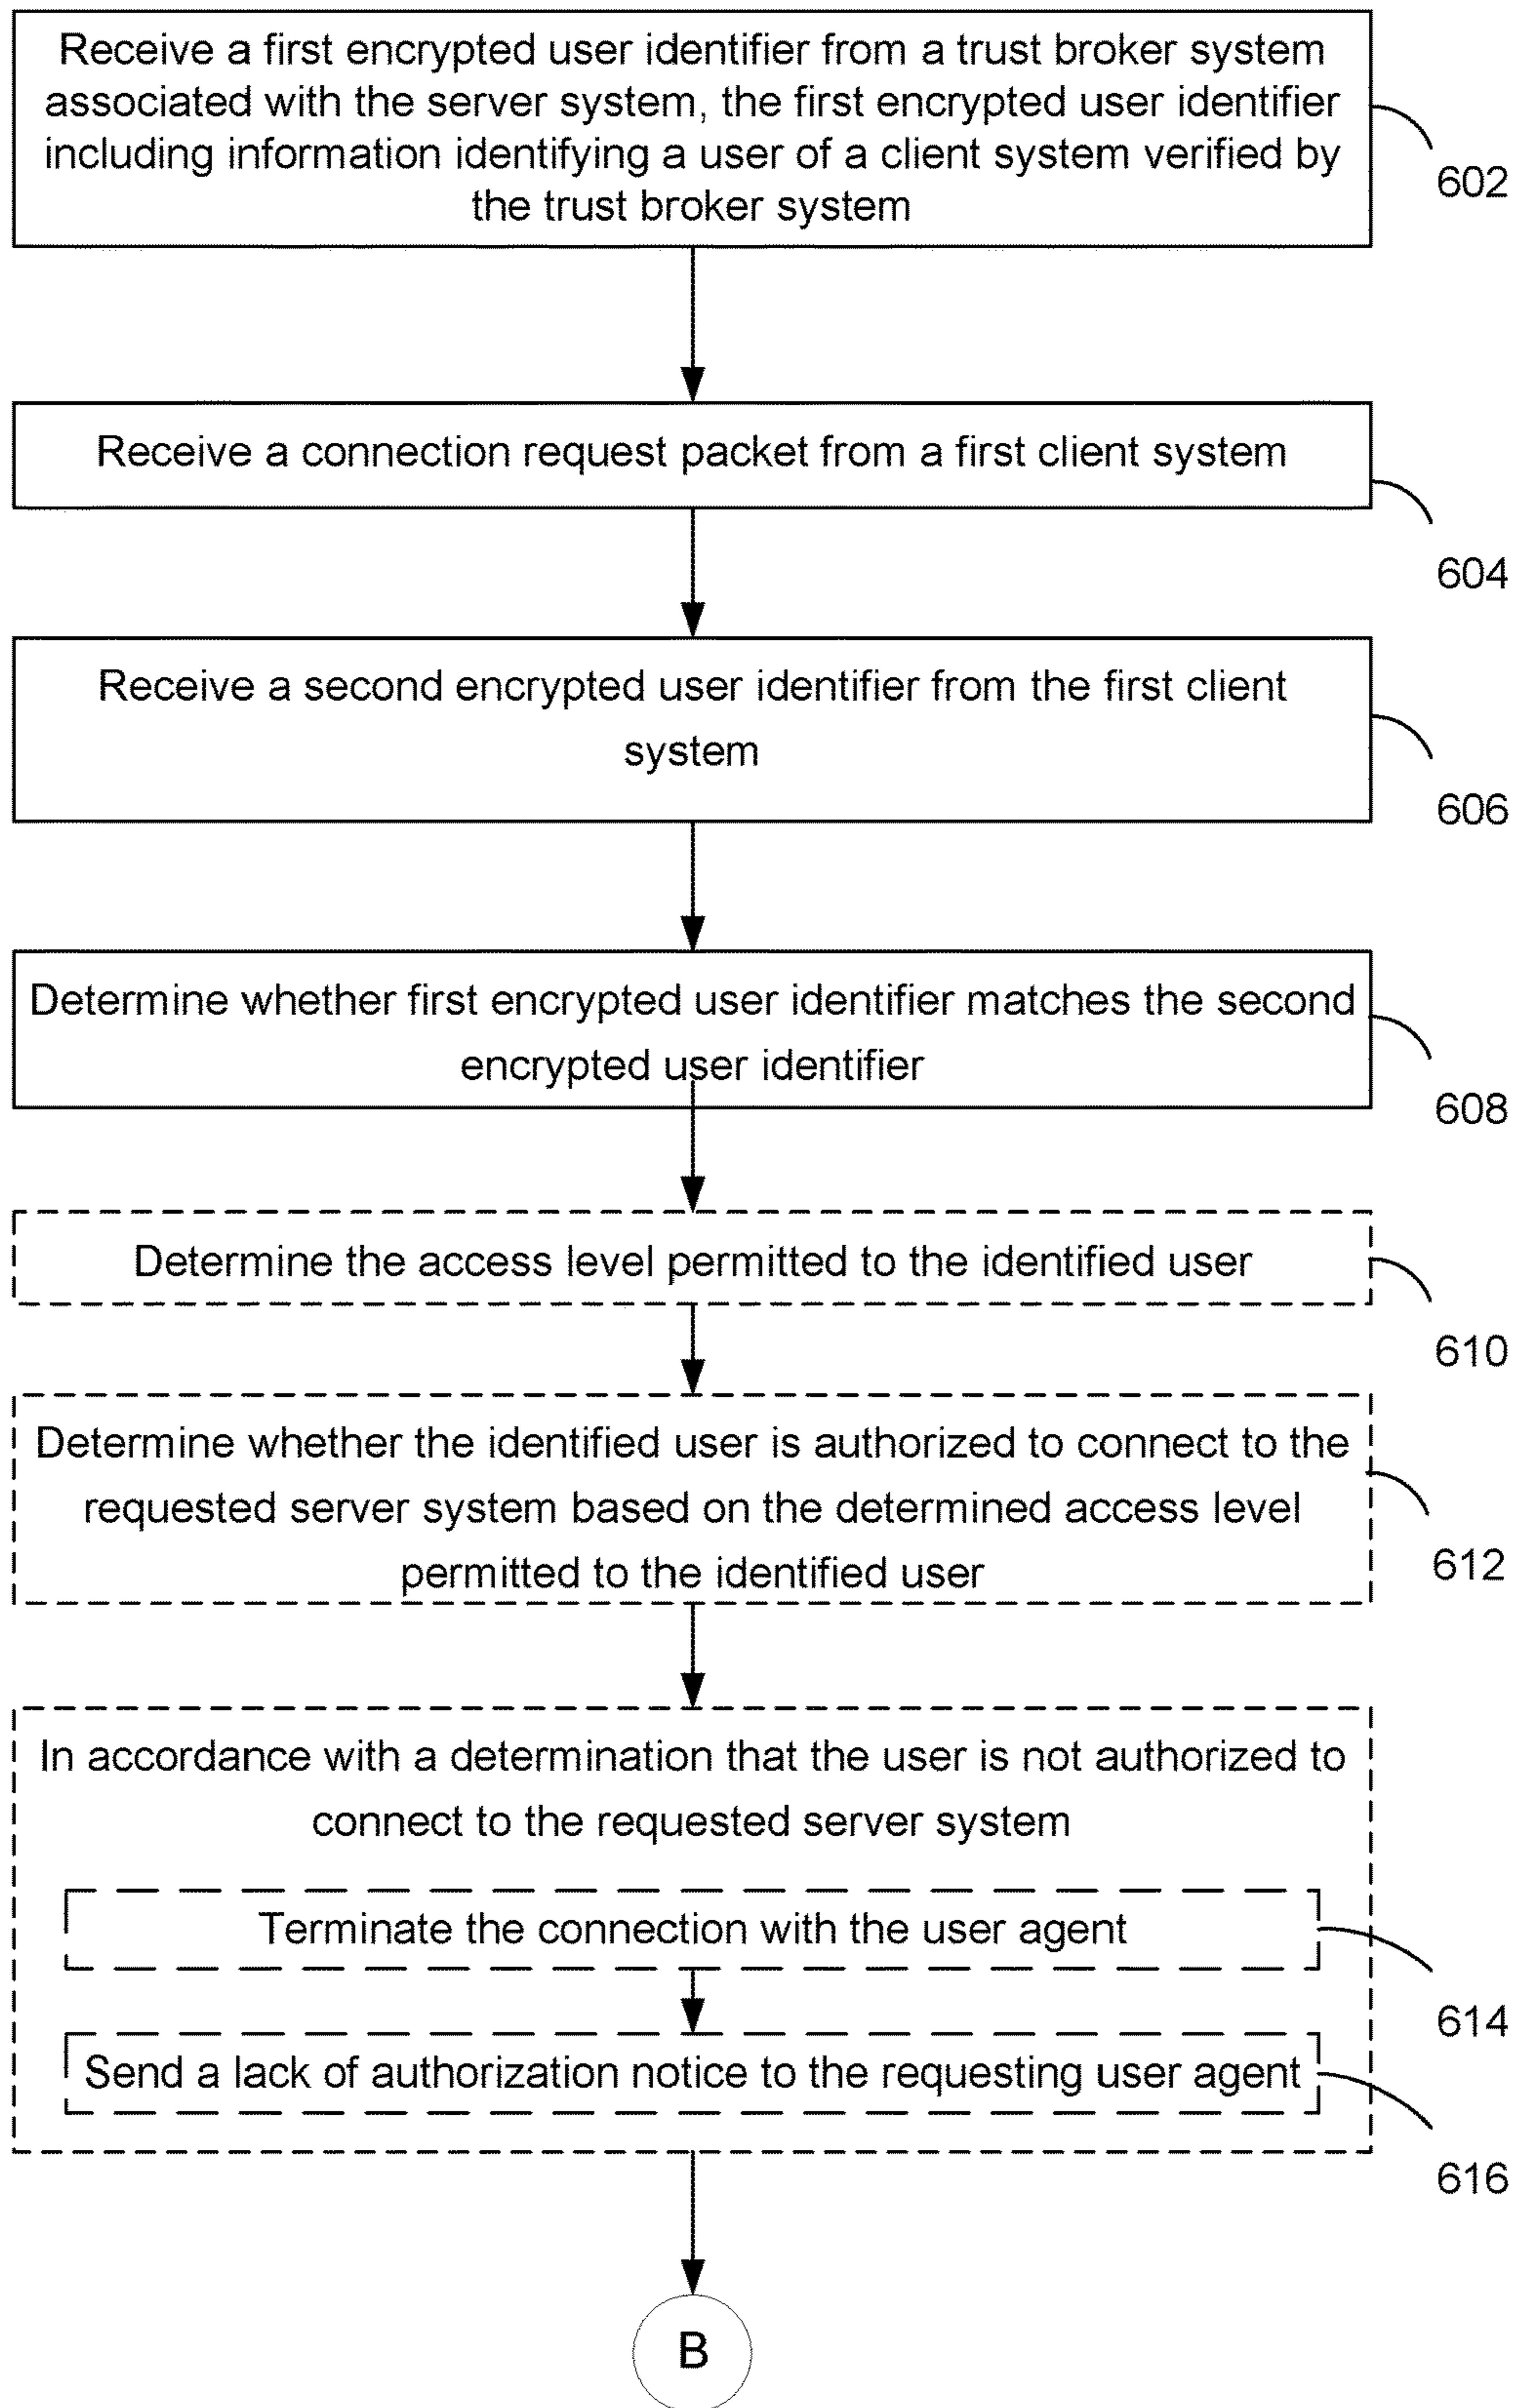 Receive a first encrypted user identifier from a trust broker system
associated with the server system, the first encrypted user identifier
including information identifying a user of a client system verified by
the trust broker system
602
Receive a connection request packet from a first client system
604
Receive a second encrypted user identifier from the first client
system
606
Determine whether first encrypted user identifier matches the second
encrypted user identifier
608
Determine the access level permitted to the identified user
610
Determine whether the identified user is authorized to connect to the
requested server system based on the determined access level
permitted to the identified user
612
In accordance with a determination that the user is not authorized to
connect to the requested server system
Terminate the connection with the user agent
614
Send a lack of authorization notice to the requesting user agent
616
B